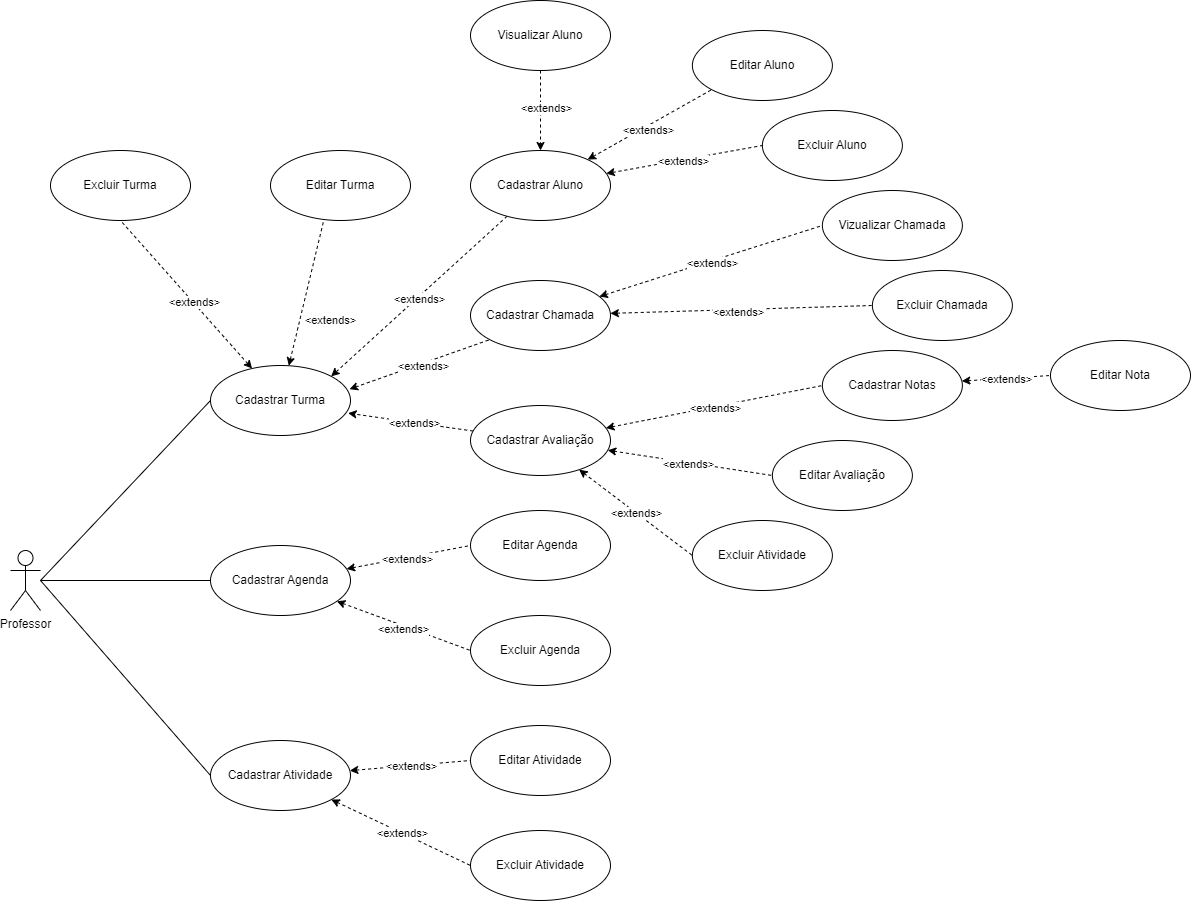 Visualizar Aluno
Editar Aluno
<extends>
<extends>
Excluir Aluno
<extends>
Excluir Turma
Editar Turma
Cadastrar Aluno
Vizualizar Chamada
<extends>
<extends>
<extends>
Excluir Chamada
Cadastrar Chamada
<extends>
<extends>
<extends>
Cadastrar Notas
Editar Nota
<extends>
Cadastrar Turma
<extends>
<extends>
Cadastrar Avaliação
<extends>
Editar Avaliação
<extends>
Excluir Atividade
Editar Agenda
<extends>
Cadastrar Agenda
Professor
<extends>
Excluir Agenda
Editar Atividade
<extends>
Cadastrar Atividade
<extends>
Excluir Atividade